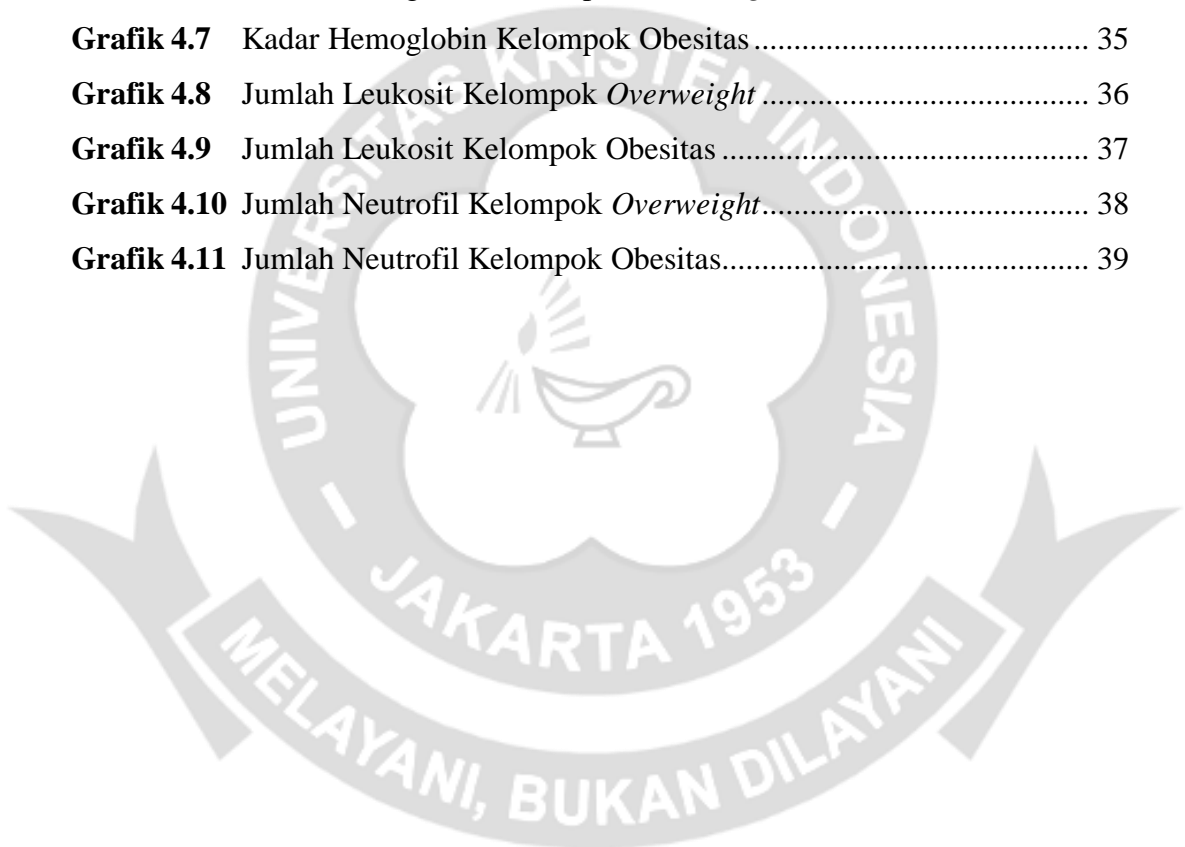 Grafik 4.7 Kadar Hemoglobin Kelompok Obesitas .......................................... 35
Grafik 4.8 Jumlah Leukosit Kelompok Overweight ......................................... 36
Grafik 4.9 Jumlah Leukosit Kelompok Obesitas .............................................. 37
Grafik 4.10 Jumlah Neutrofil Kelompok Overweight......................................... 38
Grafik 4.11 Jumlah Neutrofil Kelompok Obesitas.............................................. 39
UNIVERSITAS KRISTEN INDONESIA
– JAKARTA 1953 –
MELAYANI, BUKAN DILAYANI